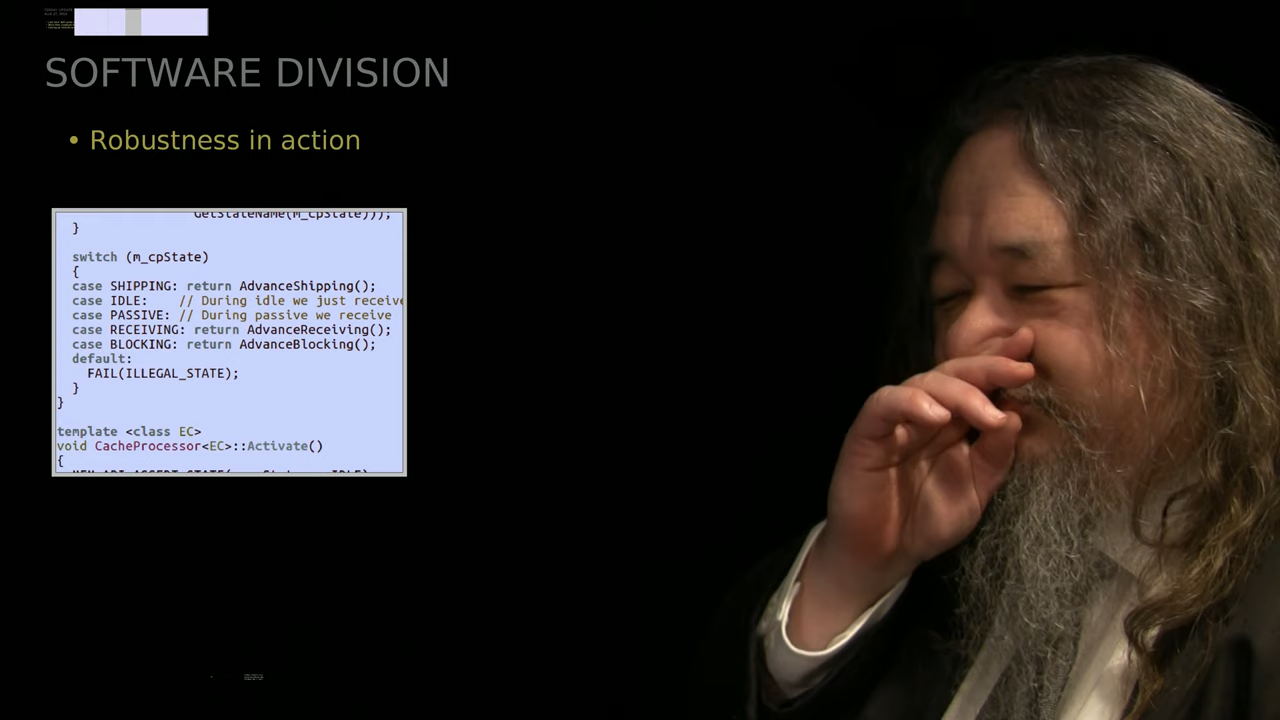 SOFTWARE DIVISION
• Robustness in action
GetStateName(m_cpState)));
}
switch (m_cpState)
{
case SHIPPING: return AdvanceShipping();
case IDLE: // During idle we just receive
case PASSIVE: // During passive we receive
case RECEIVING: return AdvanceReceiving();
case BLOCKING: return AdvanceBlocking();
default:
FAIL(ILLEGAL_STATE);
}
}
template <class EC>
void CacheProcessor<EC>::Activate()
{